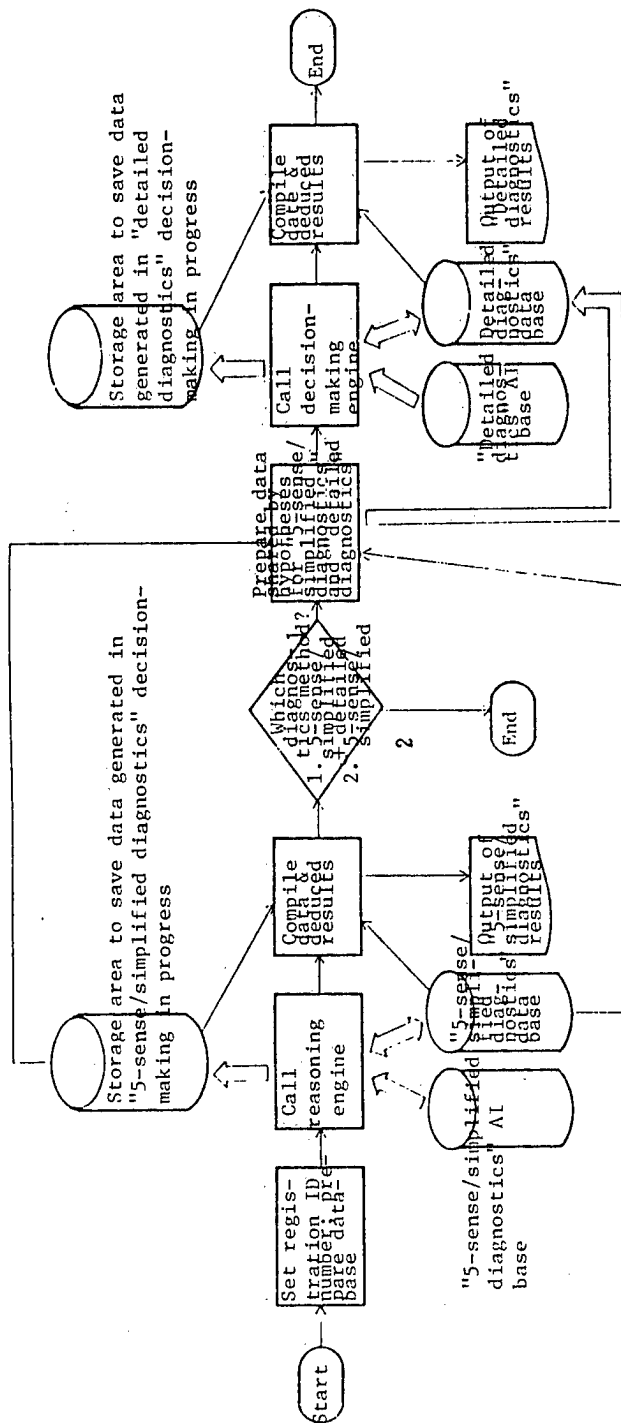 Start
Set regis-
tration ID
number: pre-
pare data-
base
Call
reasoning
engine
Storage area to save data generated in
"5-sense/simplified diagnostics" decision-
making in progress
"5-sense/simplified
diagnostics" AI
base
"5-sense/
simpli-
fied
diag-
nostics"
data
base
Compile
data &
deduced
results
Output of
"5-sense/
simplified
diagnostics"
results
Which
diagnos-
tics method?
1. 5-sense/
simplified
+ detailed
2. 5-sense/
simplified
1
2
End
Prepare data
shared by
hypotheses
for "5-sense/
simplified
diagnostics"
and "detailed
diagnostics"
Call
decision-
making
engine
Storage area to save data
generated in "detailed
diagnostics" decision-
making in progress
"Detailed
diagnos-
tics" AI
base
"Detailed
diag-
nostics"
data
base
Compile
date &
deduced
results
Output of
"Detailed
diagnostics"
results
End